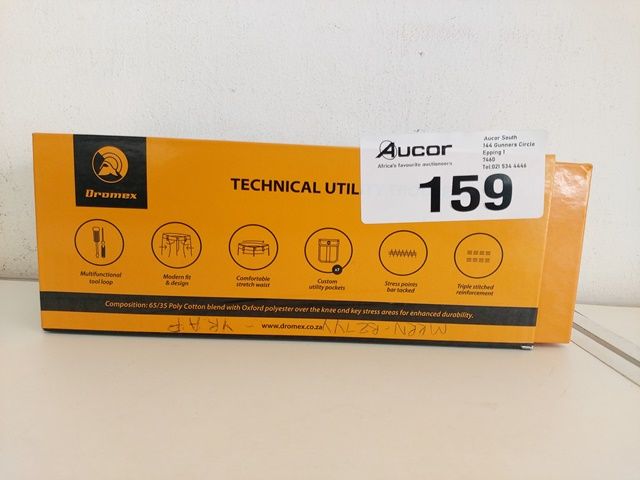 Dromex
TECHNICAL UTIL
Aucor
Africa's favourite auctioneers
Aucor South
144 Gunners Circle
Epping 1
7460
Tel:021 534 4446
159
Multifunctional
tool loop
Modern fit
& design
Comfortable
stretch waist
x7
Custom
utility pockets
Stress points
bar tacked
Triple stitched
reinforcement
Composition: 65/35 Poly Cotton blend with Oxford polyester over the knee and key stress areas for enhanced durability.
www.dromex.co.za